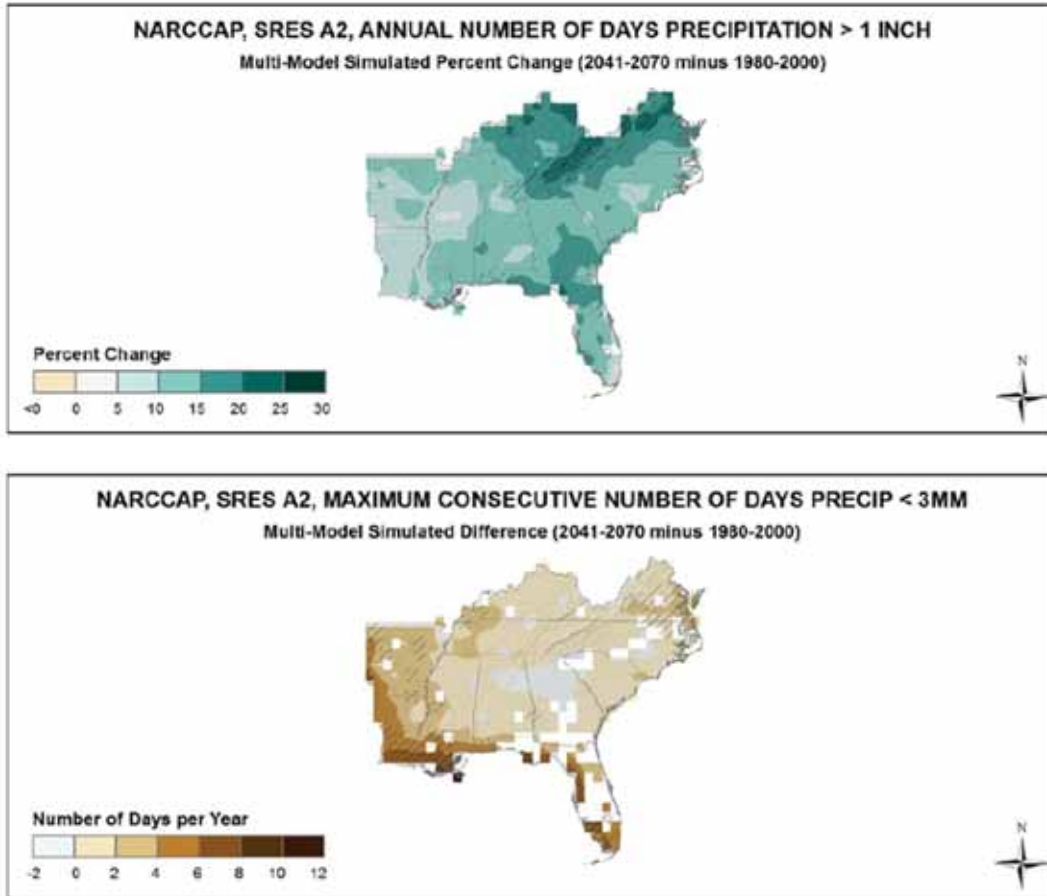 NARCCAP, SRES A2, ANNUAL NUMBER OF DAYS PRECIPITATION > 1 INCH
Multi-Model Simulated Percent Change (2041-2070 minus 1980-2000)
N
Percent Change
<0 0 5 10 15 20 25 30
NARCCAP, SRES A2, MAXIMUM CONSECUTIVE NUMBER OF DAYS PRECIP < 3MM
Multi-Model Simulated Difference (2041-2070 minus 1980-2000)
N
Number of Days per Year
-2 0 2 4 6 8 10 12